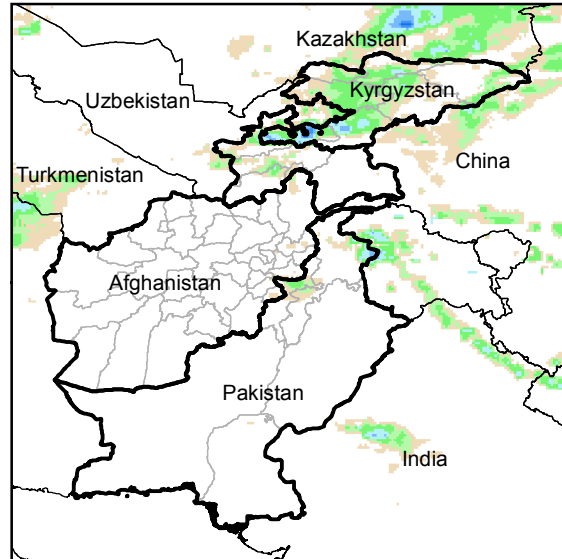 Kazakhstan
Kyrgyzstan
Uzbekistan
China
Turkmenistan
Afghanistan
Pakistan
India